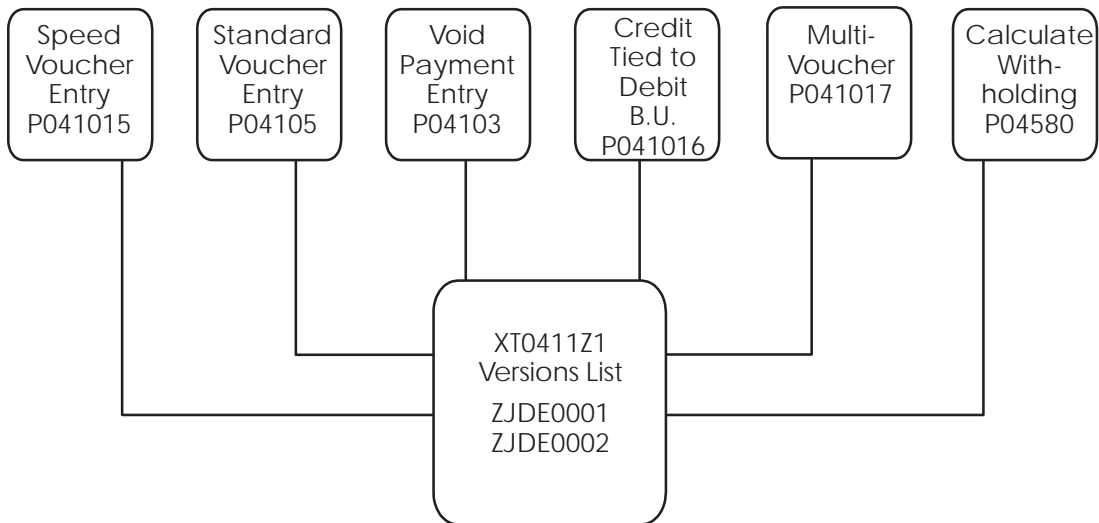 Speed
Voucher
Entry
P041015
Standard
Voucher
Entry
P04105
Void
Payment
Entry
P04103
Credit
Tied to
Debit
B.U.
P041016
Multi-
Voucher
P041017
Calculate
With-
holding
P04580
XT0411Z1
Versions List
ZJDE0001
ZJDE0002